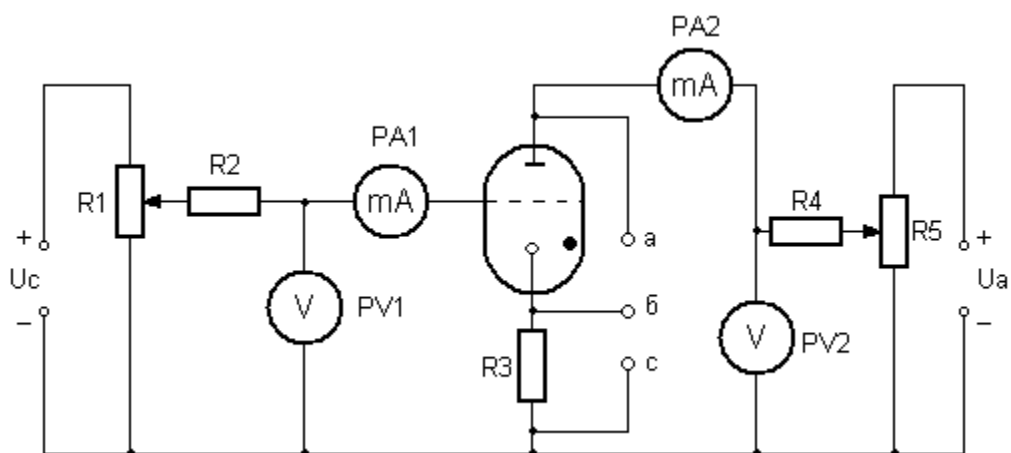 PA2
mA
PA1
mA
R2
R1
R4
R5
+
Uc
–
V
PV1
а
б
с
R3
V
PV2
+
Ua
–